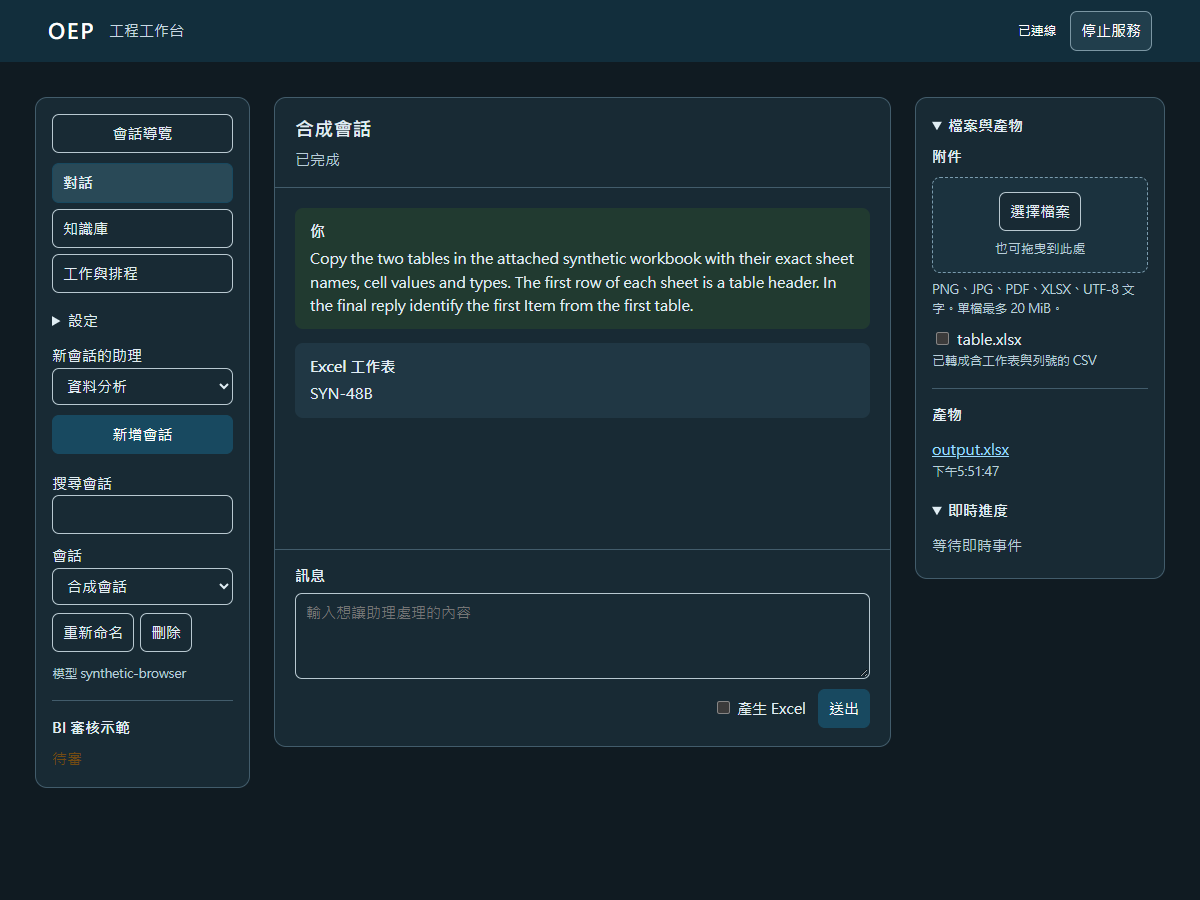 OEP 工程工作台
已連線
停止服務
會話導覽
對話
知識庫
工作與排程
設定
新會話的助理
資料分析
新增會話
搜尋會話
會話
合成會話
重新命名
刪除
模型 synthetic-browser
BI 審核示範
待審
合成會話
已完成
你
Copy the two tables in the attached synthetic workbook with their exact sheet
names, cell values and types. The first row of each sheet is a table header. In
the final reply identify the first Item from the first table.
Excel 工作表
SYN-48B
訊息
輸入想讓助理處理的內容
產生 Excel
送出
檔案與產物
附件
選擇檔案
也可拖曳到此處
PNG、JPG、PDF、XLSX、UTF-8 文
字。單檔最多 20 MiB。
table.xlsx
已轉成含工作表與列號的 CSV
產物
output.xlsx
下午5:51:47
即時進度
等待即時事件